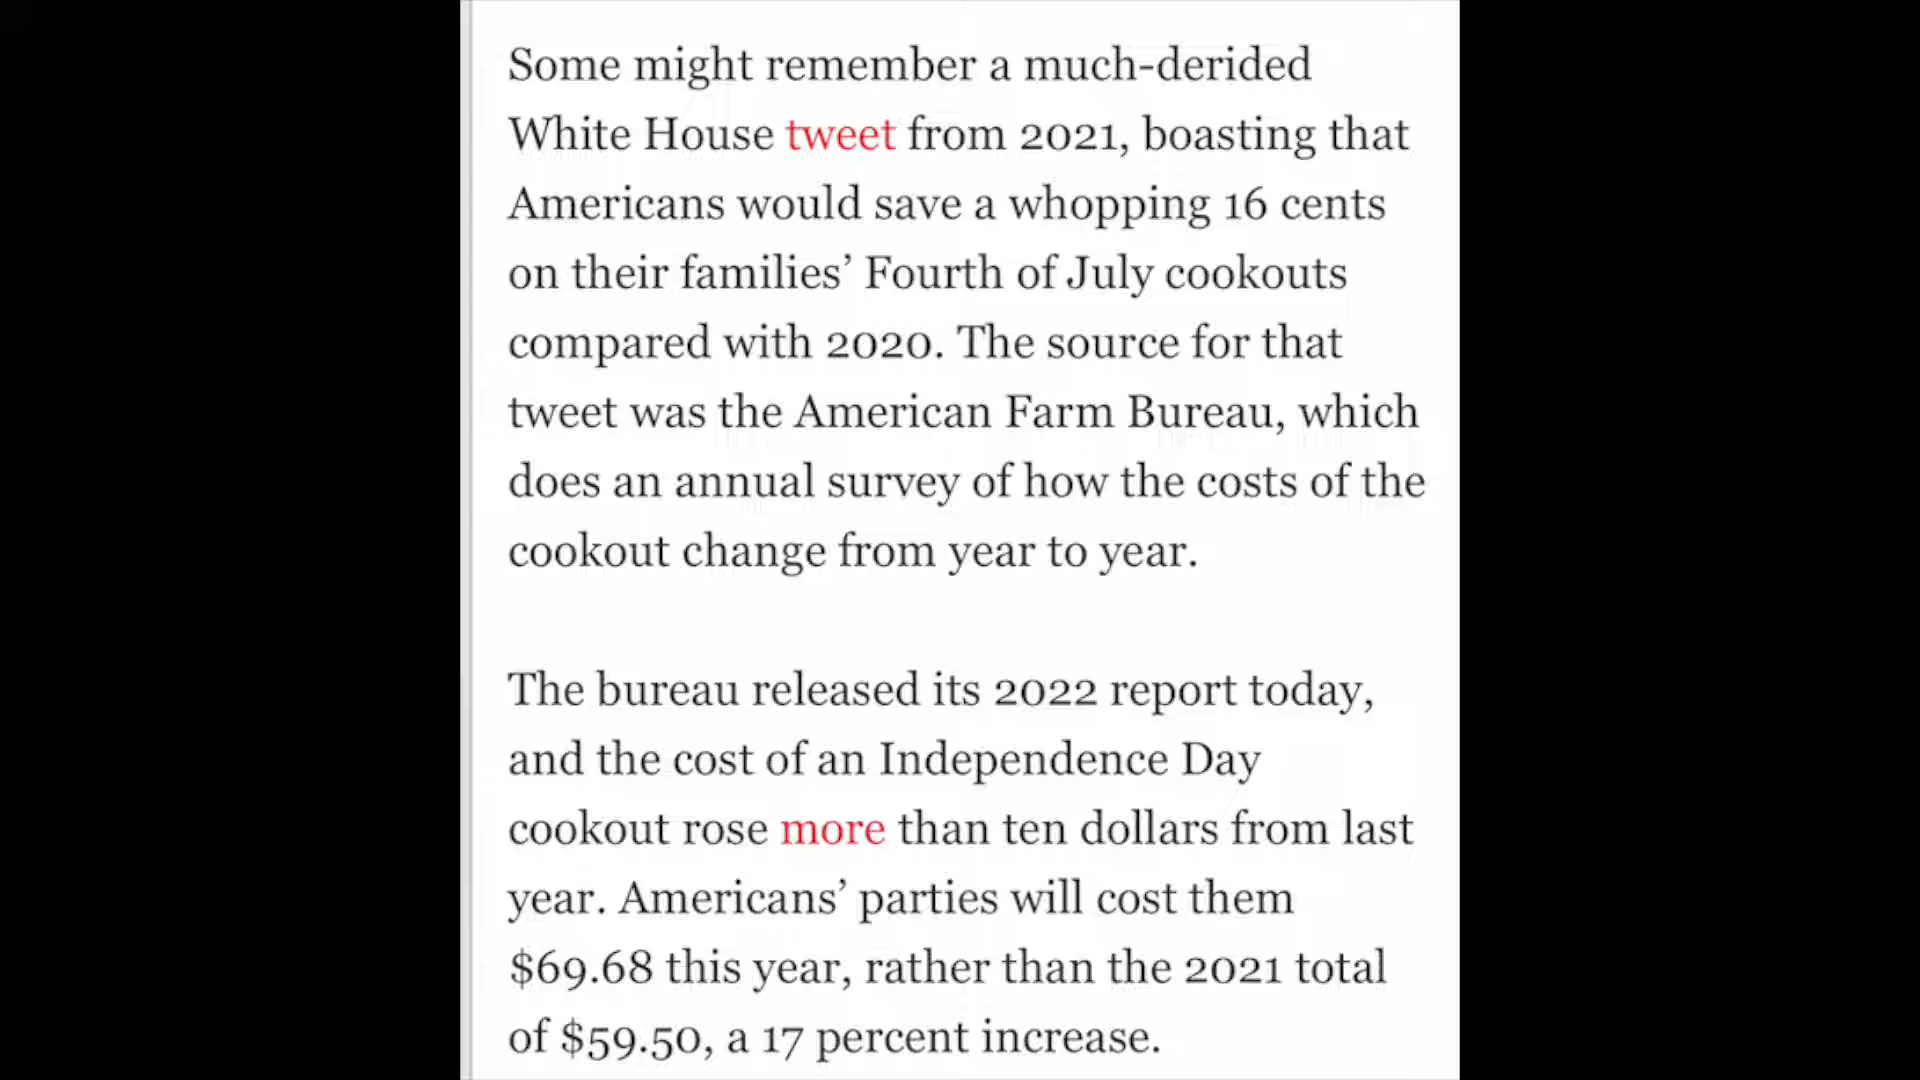 Some might remember a much-derided
White House tweet from 2021, boasting that
Americans would save a whopping 16 cents
on their families’ Fourth of July cookouts
compared with 2020. The source for that
tweet was the American Farm Bureau, which
does an annual survey of how the costs of the
cookout change from year to year.
The bureau released its 2022 report today,
and the cost of an Independence Day
cookout rose more than ten dollars from last
year. Americans’ parties will cost them
$69.68 this year, rather than the 2021 total
of $59.50, a 17 percent increase.